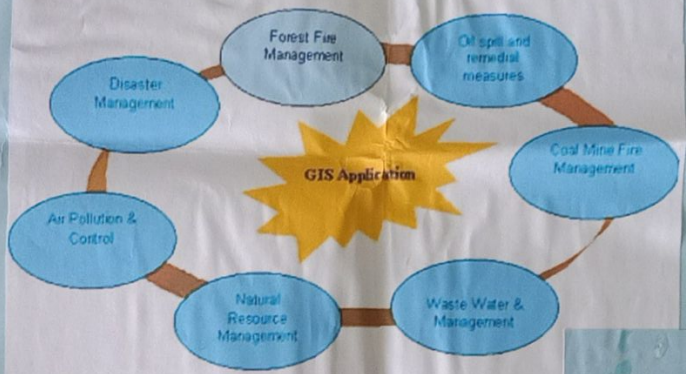 Forest Fire
Management
Oil spill and
remedial
measures
Disaster
Management
GIS Application
Coal Mine Fire
Management
Air Pollution &
Control
Natural
Resource
Management
Waste Water &
Management